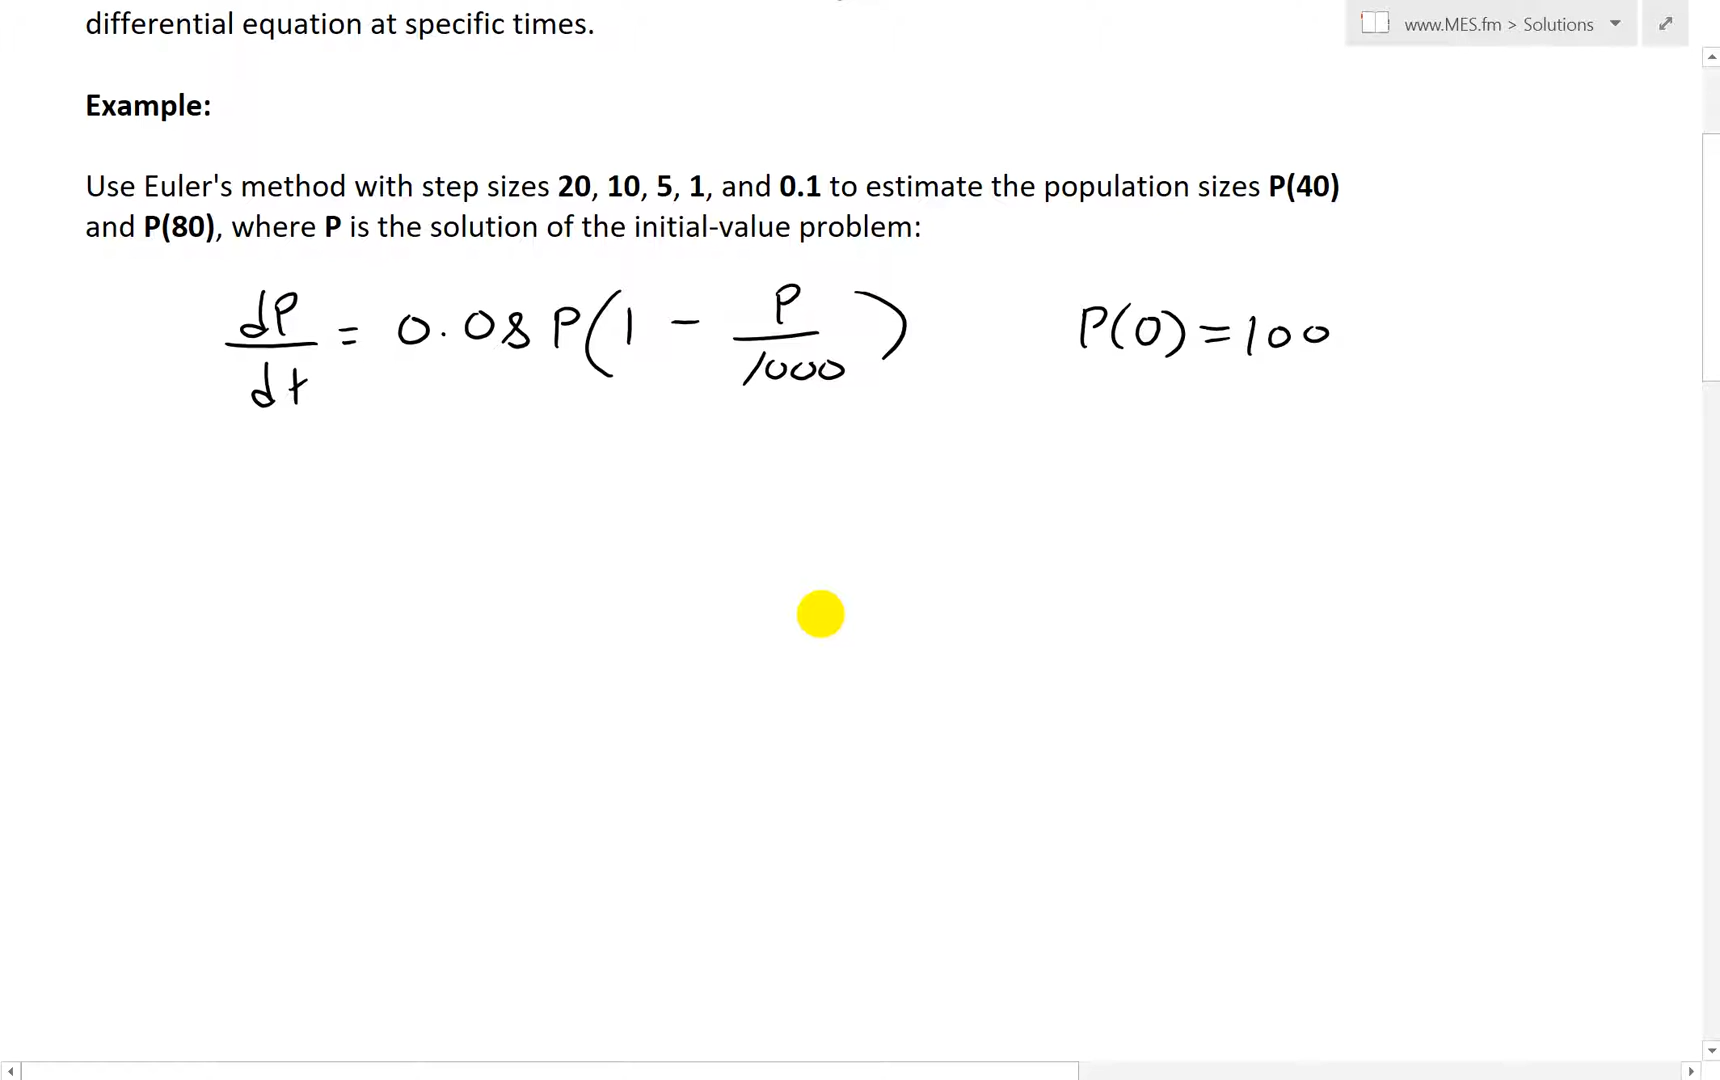 differential equation at specific times.
www.MES.fm > Solutions
Example:
Use Euler's method with step sizes 20, 10, 5, 1, and 0.1 to estimate the population sizes P(40)
and P(80), where P is the solution of the initial-value problem:
dP/dt = 0.08 P(1 - P/1000) P(0) = 100